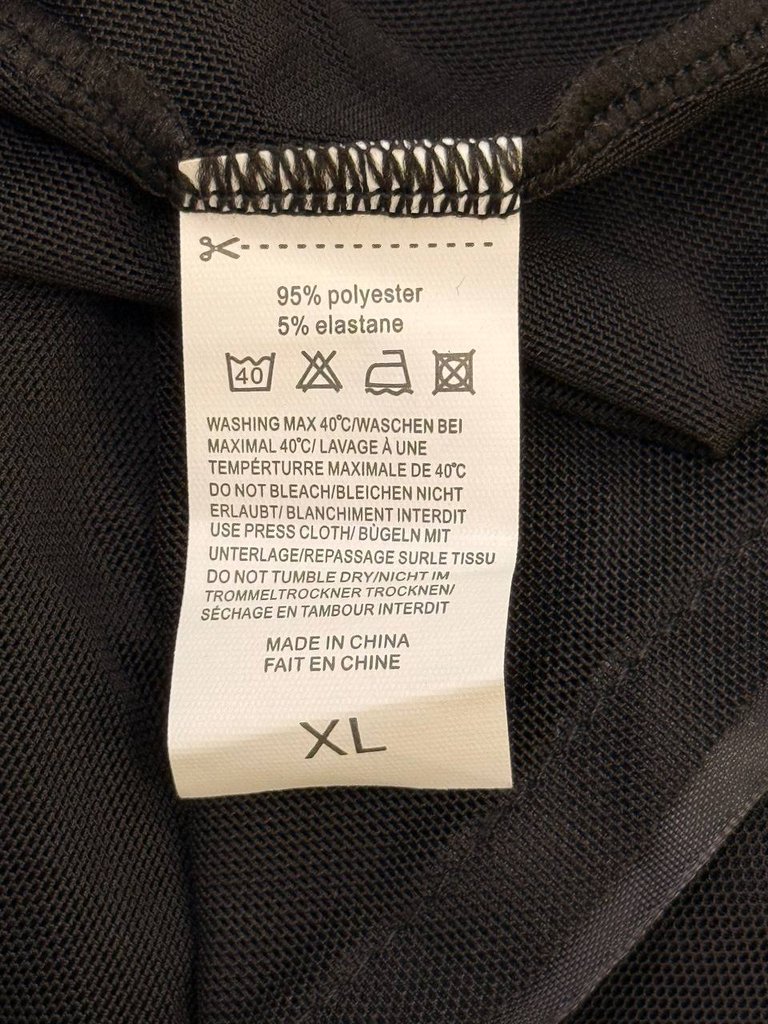 95% polyester
5% elastane
40
WASHING MAX 40°C/WASCHEN BEI
MAXIMAL 40°C/ LAVAGE À UNE
TEMPÉRTURRE MAXIMALE DE 40°C
DO NOT BLEACH/BLEICHEN NICHT
ERLAUBT/ BLANCHIMENT INTERDIT
USE PRESS CLOTH/ BÙGELN MIT
UNTERLAGE/REPASSAGE SURLE TISSU
DO NOT TUMBLE DRY/NICHT IM
TROMMELTROCKNER TROCKNEN/
SÉCHAGE EN TAMBOUR INTERDIT
MADE IN CHINA
FAIT EN CHINE
XL